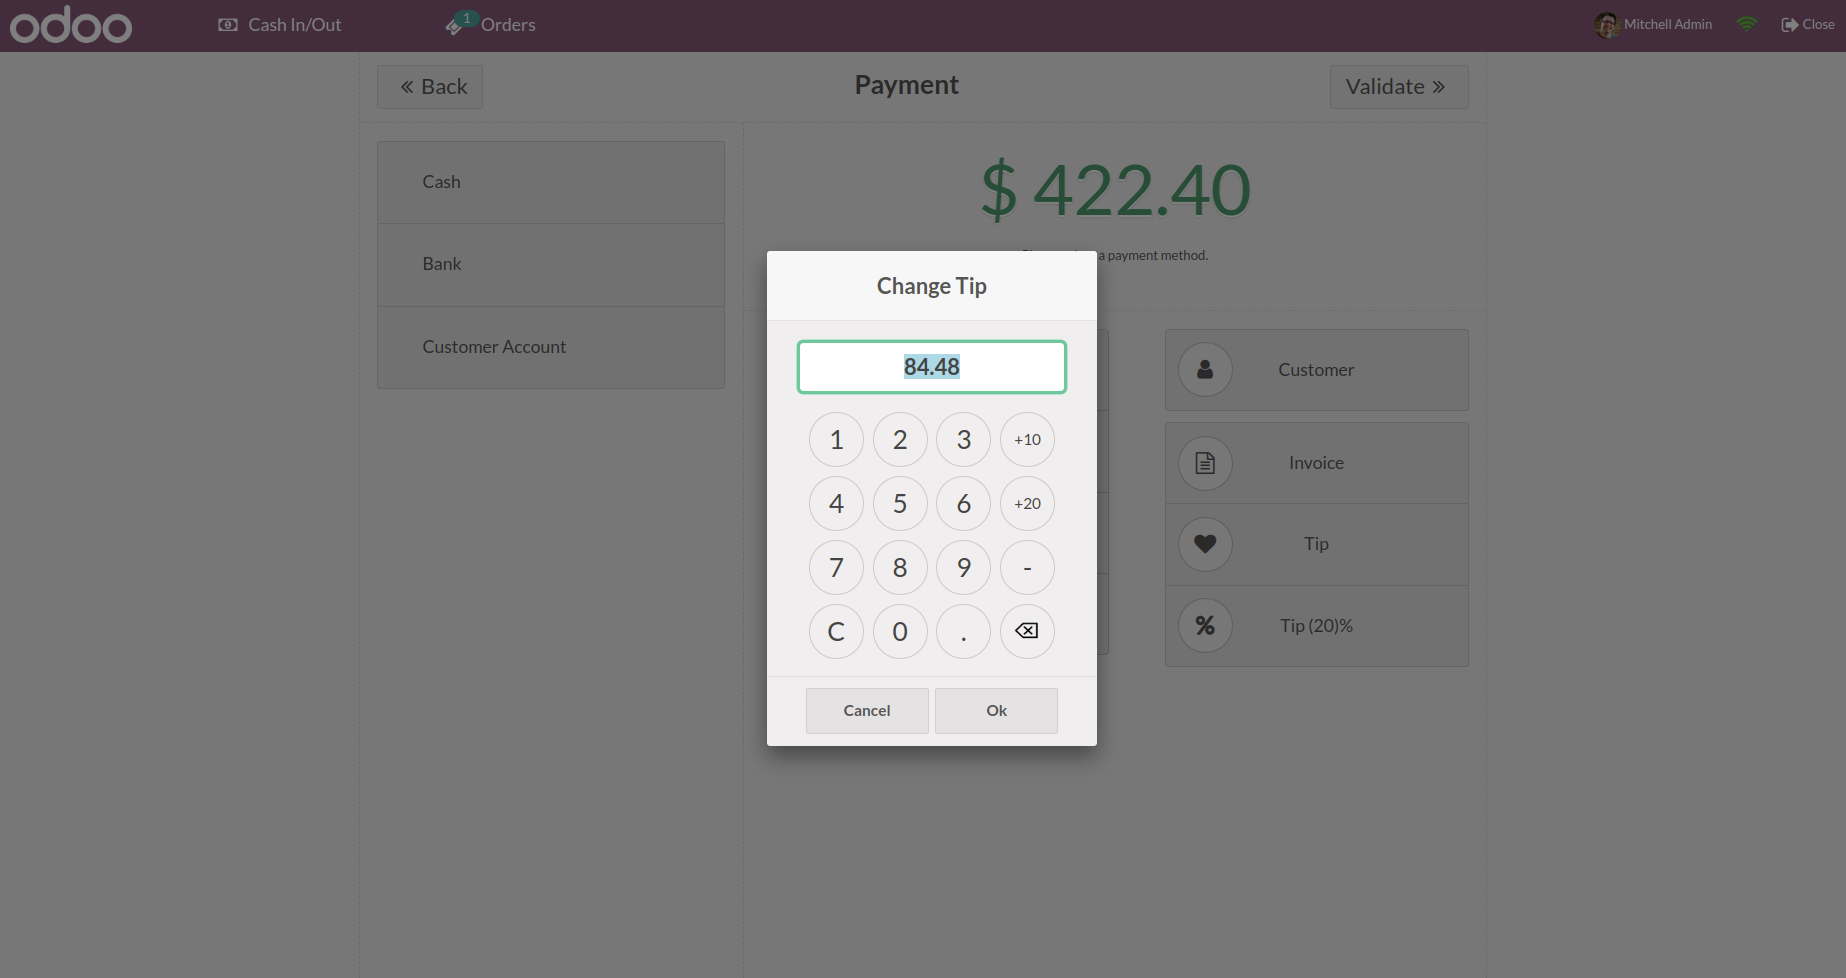 odoo
Cash In/Out
1
Orders
Mitchell Admin
Close
Back
Payment
Validate
Cash
Bank
Customer Account
$ 422.40
a payment method.
Change Tip
84.48
1 2 3 +10
4 5 6 +20
7 8 9 -
C 0 .
Cancel
Ok
Customer
Invoice
Tip
% Tip (20)%